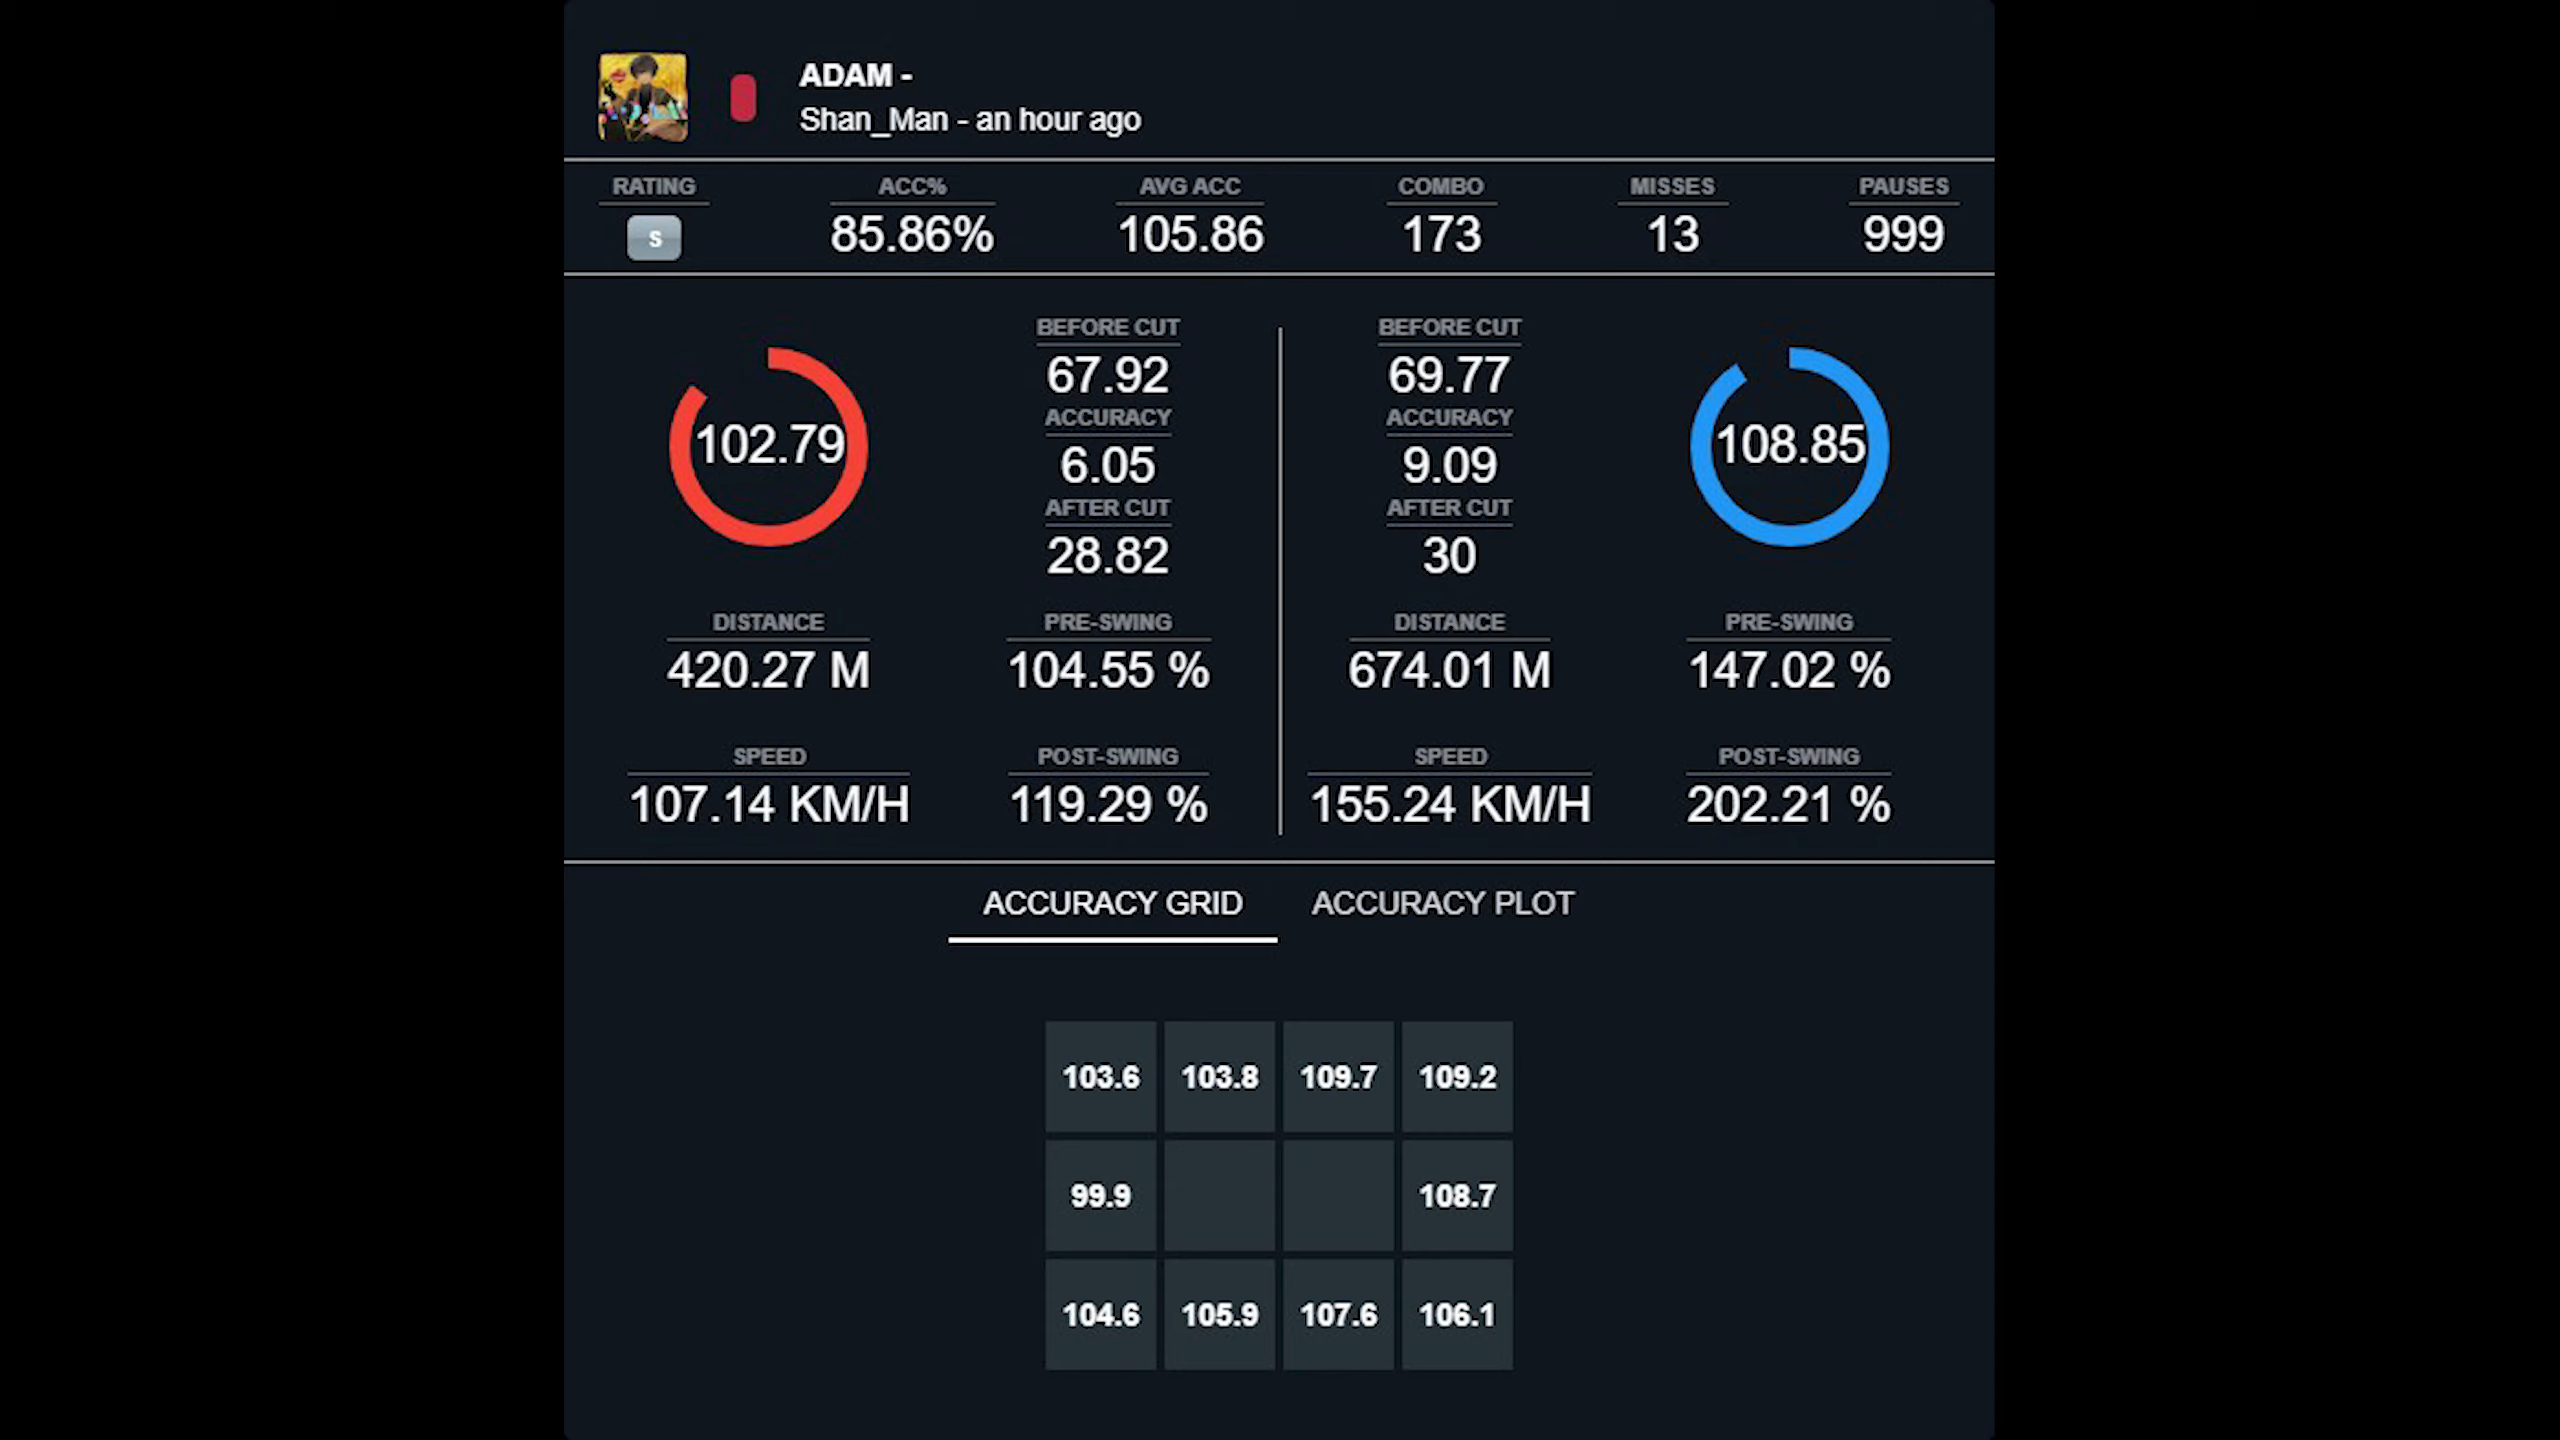 ADAM -
Shan_Man - an hour ago
RATING ACC% AVG ACC COMBO MISSES PAUSES
S 85.86% 105.86 173 13 999
BEFORE CUT BEFORE CUT
67.92 69.77
ACCURACY ACCURACY
102.79 6.05 9.09 108.85
AFTER CUT AFTER CUT
28.82 30
DISTANCE PRE-SWING DISTANCE PRE-SWING
420.27 M 104.55 % 674.01 M 147.02 %
SPEED POST-SWING SPEED POST-SWING
107.14 KM/H 119.29 % 155.24 KM/H 202.21 %
ACCURACY GRID ACCURACY PLOT
103.6 103.8 109.7 109.2
99.9 108.7
104.6 105.9 107.6 106.1